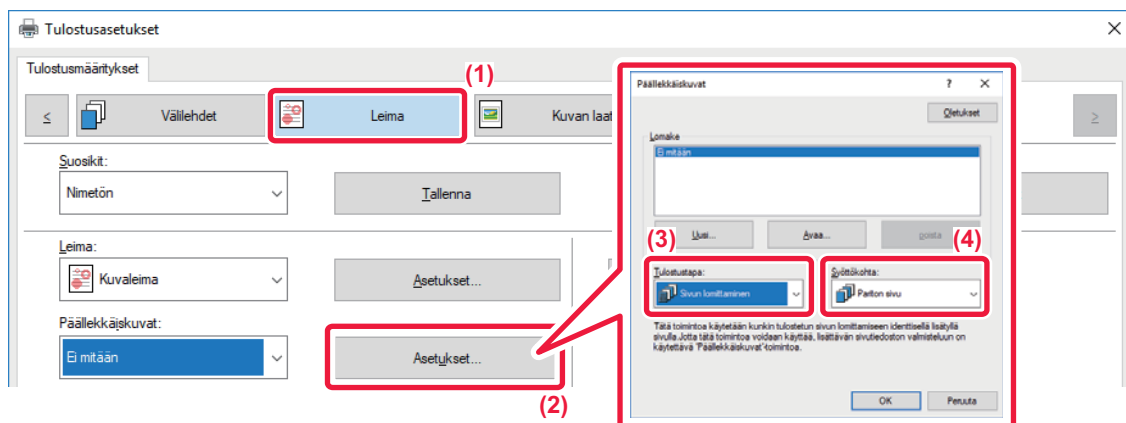 Tulostusasetukset
Tulostusmääritykset
(1)
< Välilehdet Leima Kuvan laat >
Suosikit:
Nimetön Tallenna
Leima:
Kuvaleima Asetukset...
Päällekkäiskuvat:
Ei mitään Asetukset...
(2)
Päällekkäiskuvat ?
Oletukset
Lomake
Ei mitään
Uusi... Avaa... poista
(3) (4)
Tulostustapa: Syöttökohta:
Sivun lomittaminen Pariton sivu
Tätä toimintoa käytetään kunkin tulostetun sivun lomittamiseen identtisellä lisätyllä
sivulla.Jotta tätä toimintoa voidaan käyttää, lisättävän sivutiedoston valmisteluun on
käytettävä 'Päällekkäiskuvat'-toimintoa.
OK Peruuta